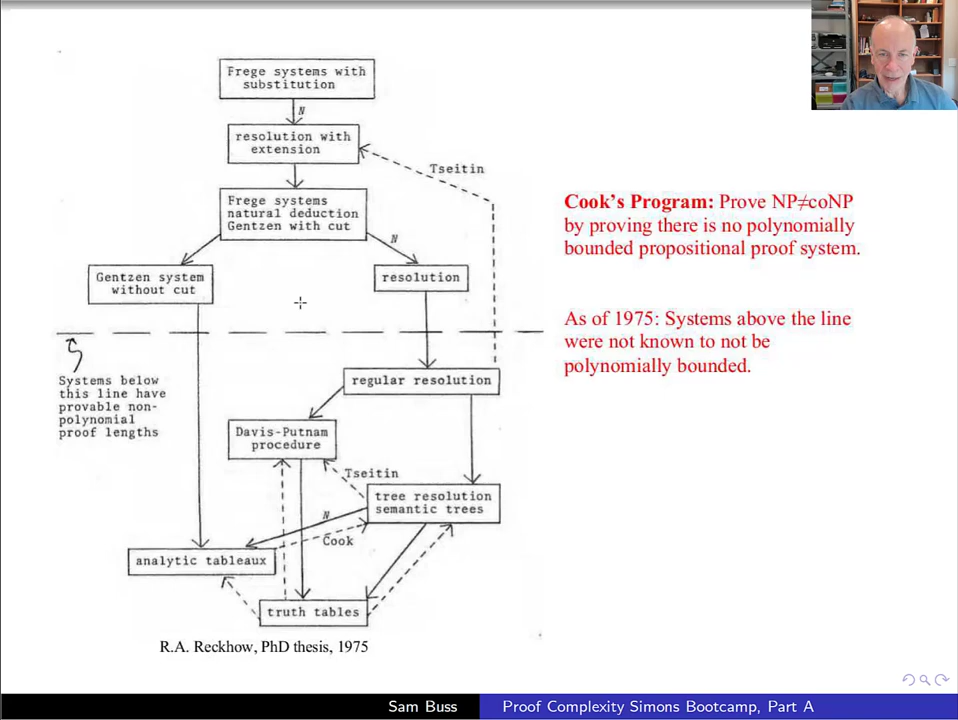 Frege systems with
substitution
N
resolution with
extension
Tseitin
Frege systems
natural deduction
Gentzen with cut
N
Gentzen system
without cut
resolution
Cook's Program: Prove NP≠coNP
by proving there is no polynomially
bounded propositional proof system.
As of 1975: Systems above the line
were not known to not be
polynomially bounded.
Systems below
this line have
provable non-
polynomial
proof lengths
regular resolution
Davis-Putnam
procedure
Tseitin
tree resolution
semantic trees
N
Cook
analytic tableaux
truth tables
R.A. Reckhow, PhD thesis, 1975
Sam Buss
Proof Complexity Simons Bootcamp, Part A